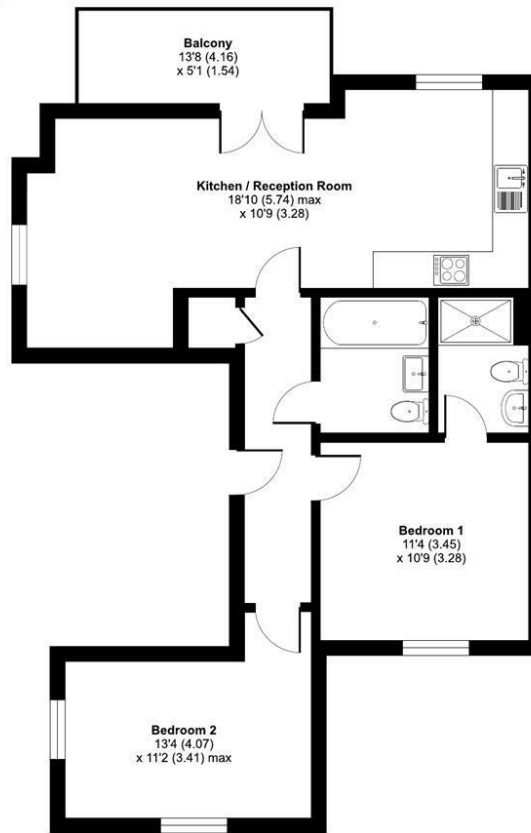 Balcony
13'8 (4.16)
x 5'1 (1.54)
Kitchen / Reception Room
18'10 (5.74) max
x 10'9 (3.28)
Bedroom 1
11'4 (3.45)
x 10'9 (3.28)
Bedroom 2
13'4 (4.07)
x 11'2 (3.41) max